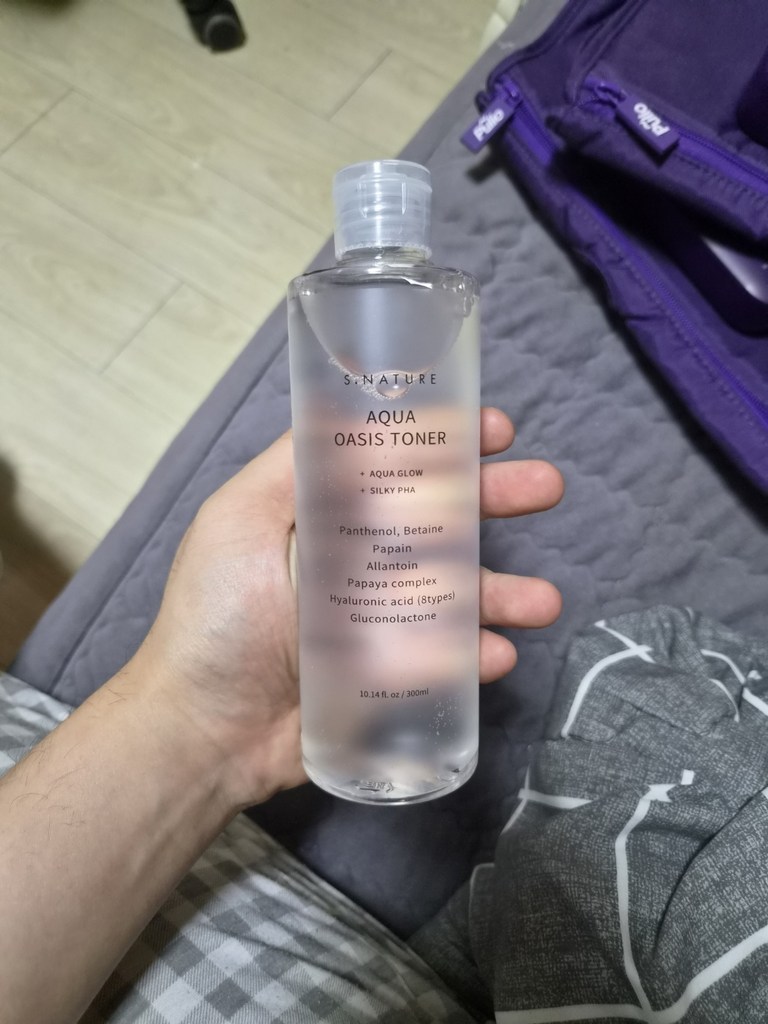 S.NATURE
AQUA
OASIS TONER
+ AQUA GLOW
+ SILKY PHA
Panthenol, Betaine
Papain
Allantoin
Papaya complex
Hyaluronic acid (8types)
Gluconolactone
10.14 fl. oz / 300ml